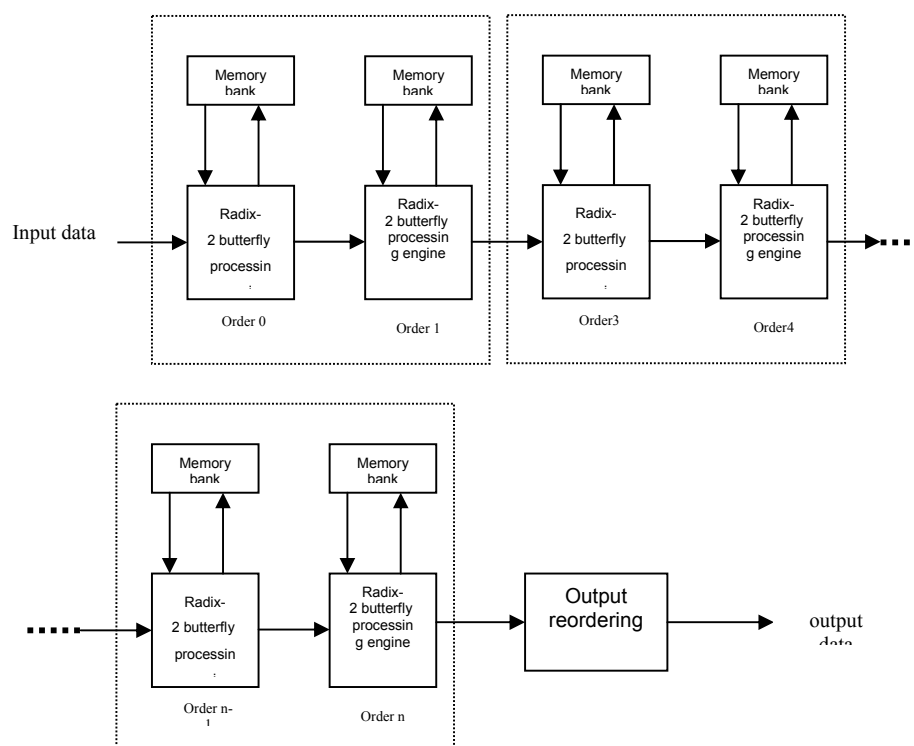 Memory
bank
Memory
bank
Memory
bank
Memory
bank
Input data
Radix-
2 butterfly
processin
Radix-
2 butterfly
processin
g engine
Radix-
2 butterfly
processin
Radix-
2 butterfly
processin
g engine
Order 0
Order 1
Order3
Order4
Memory
bank
Memory
bank
Radix-
2 butterfly
processin
Radix-
2 butterfly
processin
g engine
Output
reordering
output
data
Order n-
1
Order n